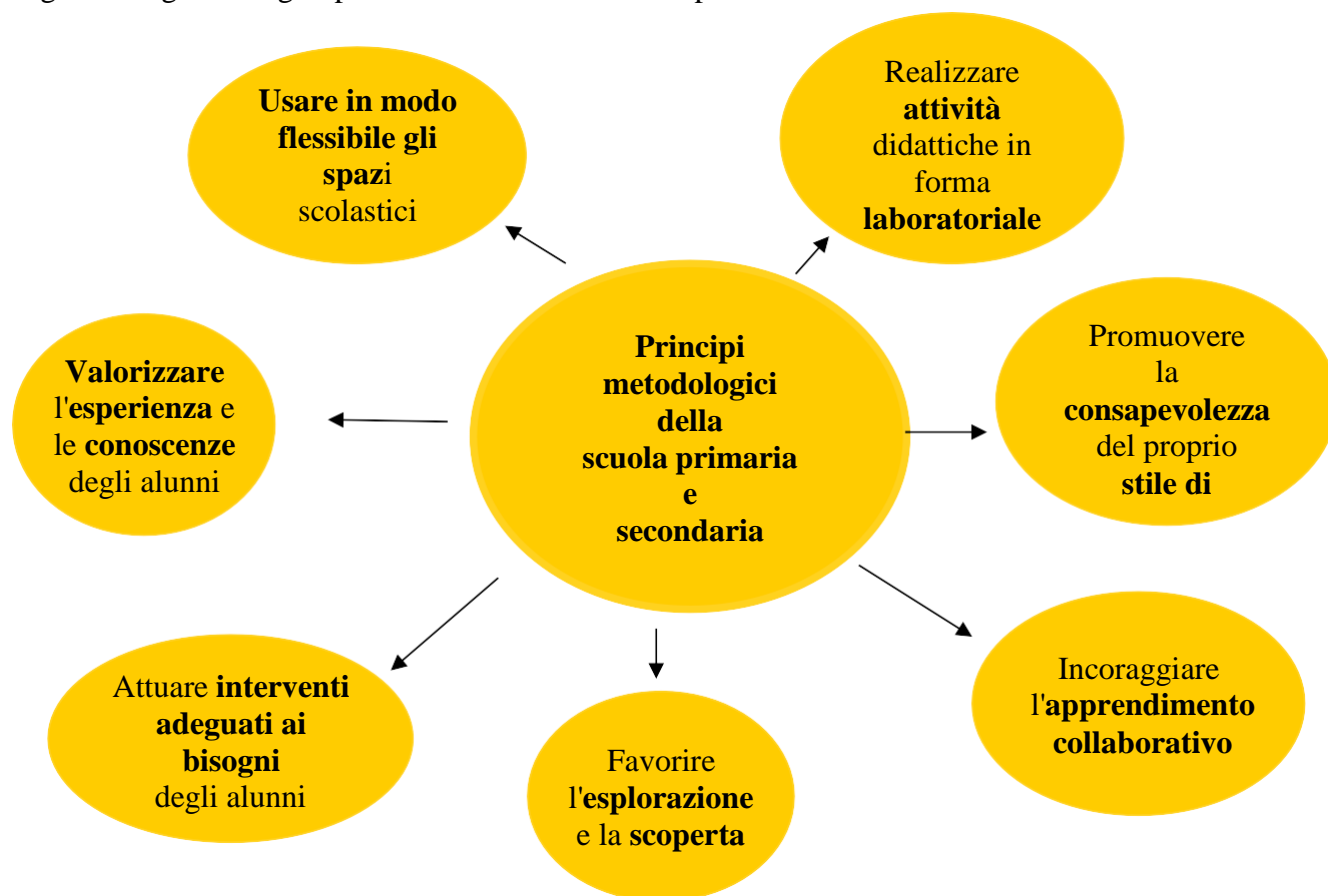 Usare in modo
flessibile gli
spazi
scolastici
Realizzare
attività
didattiche in
forma
laboratoriale
Principi
metodologici
della
scuola primaria
e
secondaria
Valorizzare
l'esperienza e
le conoscenze
degli alunni
Promuovere
la
consapevolezza
del proprio
stile di
Attuare interventi
adeguati ai
bisogni
degli alunni
Favorire
l'esplorazione
e la scoperta
Incoraggiare
l'apprendimento
collaborativo